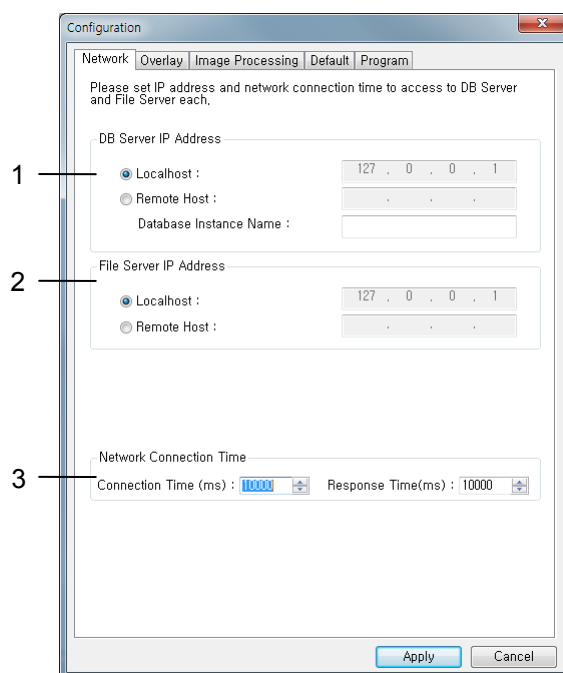 Configuration
Network Overlay Image Processing Default Program
Please set IP address and network connection time to access to DB Server
and File Server each,
DB Server IP Address
1
Localhost : 127 . 0 . 0 . 1
Remote Host : . . .
Database Instance Name :
File Server IP Address
2
Localhost : 127 . 0 . 0 . 1
Remote Host : . . .
Network Connection Time
3
Connection Time (ms) : 10000 Response Time(ms) : 10000
Apply Cancel